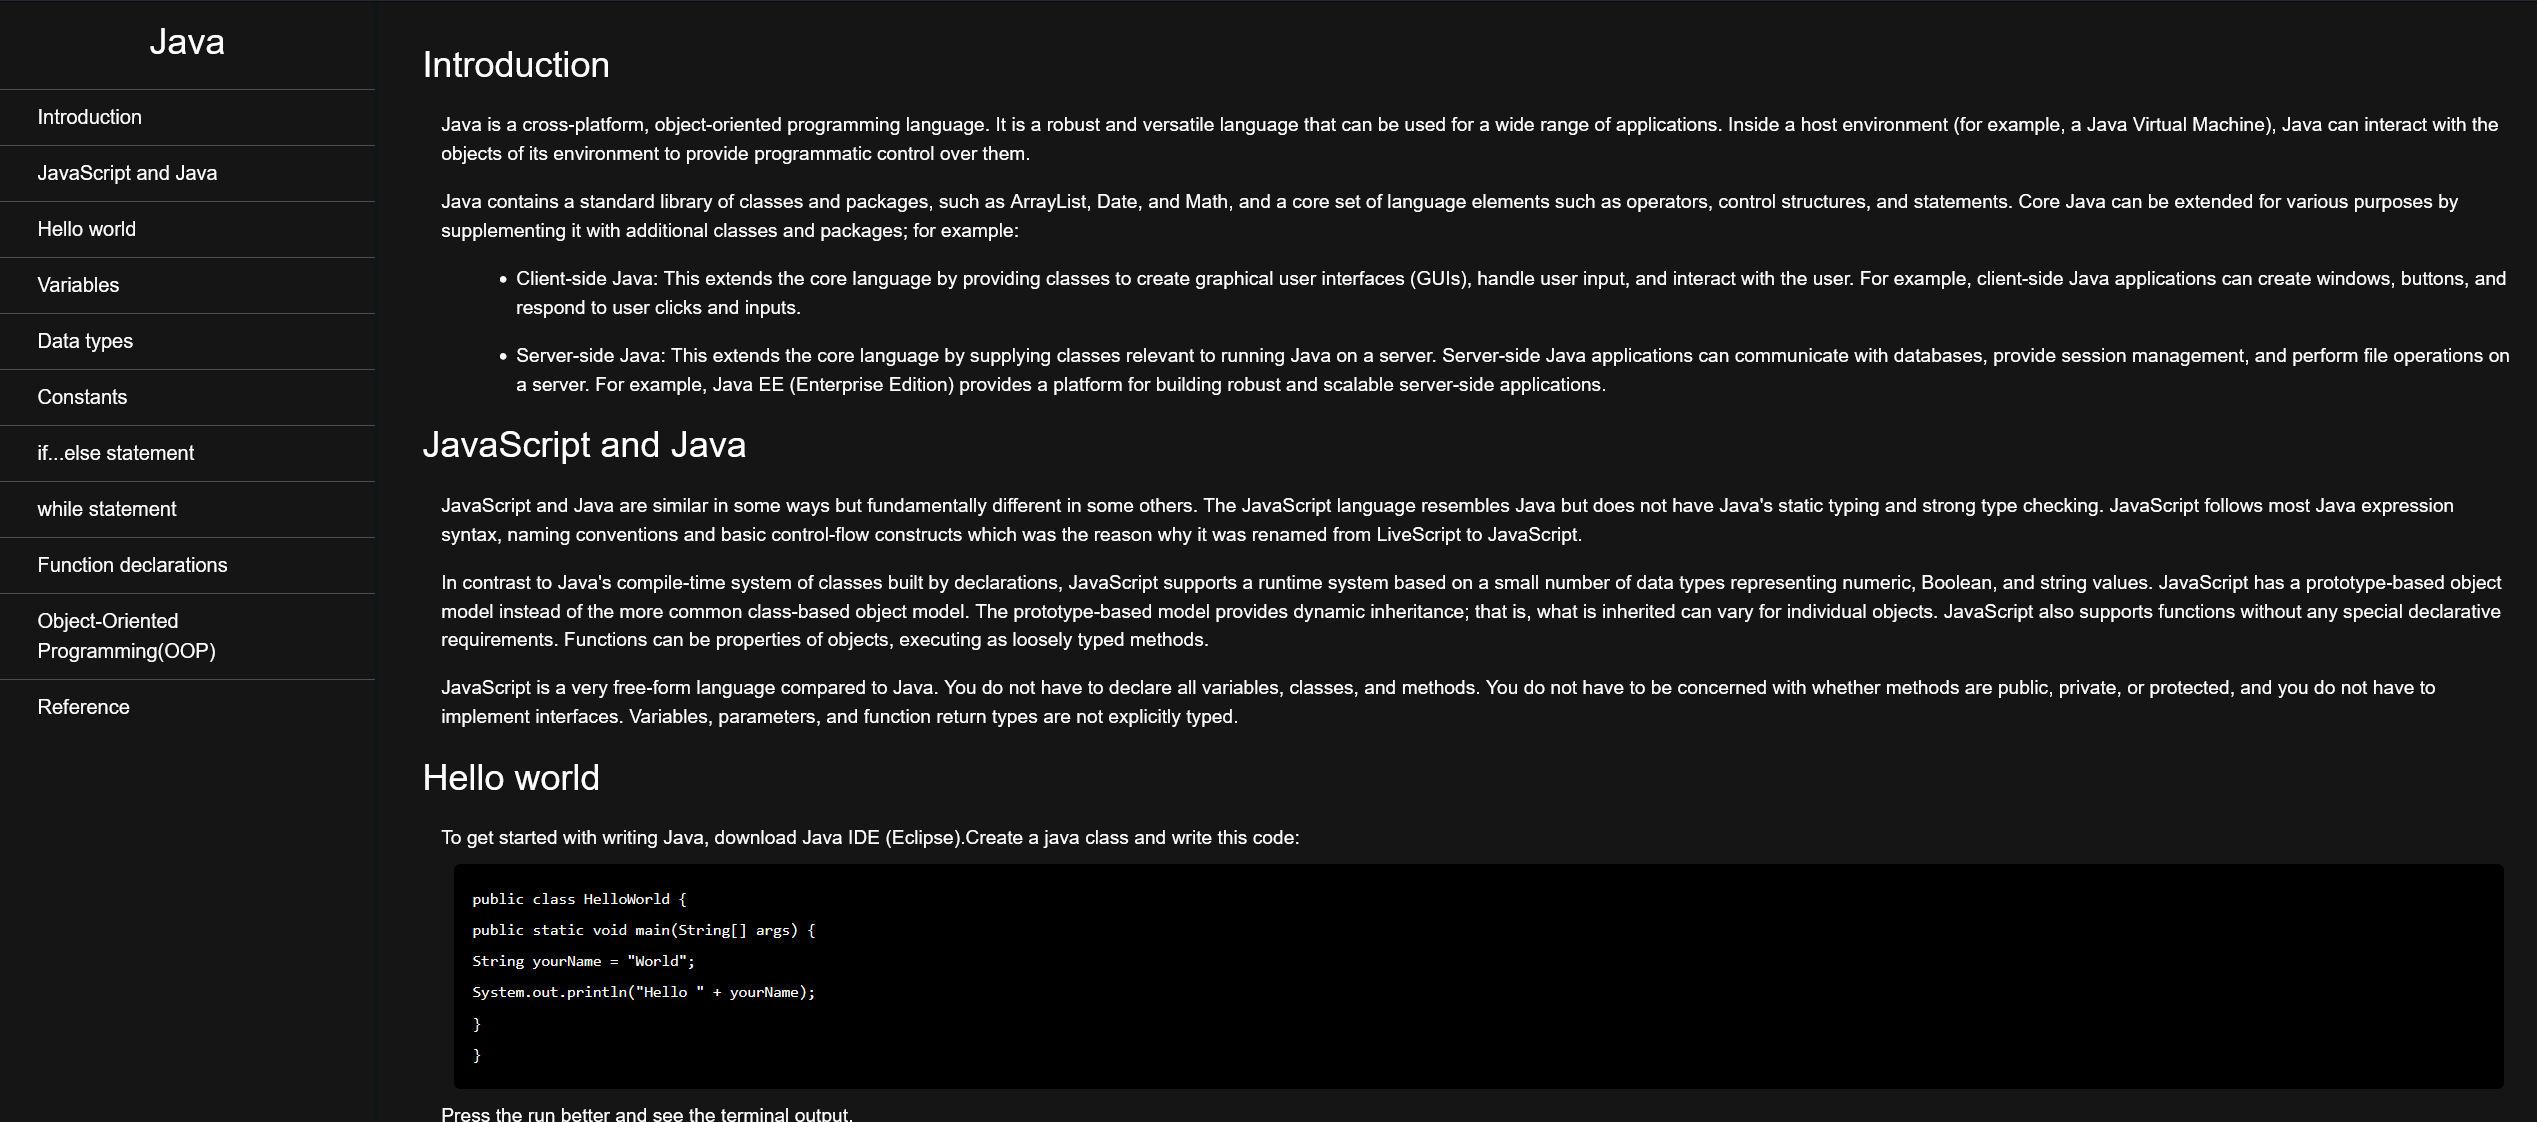 Java
Introduction
JavaScript and Java
Hello world
Variables
Data types
Constants
if...else statement
while statement
Function declarations
Object-Oriented
Programming(OOP)
Reference
Introduction
Java is a cross-platform, object-oriented programming language. It is a robust and versatile language that can be used for a wide range of applications. Inside a host environment (for example, a Java Virtual Machine), Java can interact with the
objects of its environment to provide programmatic control over them.
Java contains a standard library of classes and packages, such as ArrayList, Date, and Math, and a core set of language elements such as operators, control structures, and statements. Core Java can be extended for various purposes by
supplementing it with additional classes and packages; for example:
• Client-side Java: This extends the core language by providing classes to create graphical user interfaces (GUIs), handle user input, and interact with the user. For example, client-side Java applications can create windows, buttons, and
respond to user clicks and inputs.
• Server-side Java: This extends the core language by supplying classes relevant to running Java on a server. Server-side Java applications can communicate with databases, provide session management, and perform file operations on
a server. For example, Java EE (Enterprise Edition) provides a platform for building robust and scalable server-side applications.
JavaScript and Java
JavaScript and Java are similar in some ways but fundamentally different in some others. The JavaScript language resembles Java but does not have Java's static typing and strong type checking. JavaScript follows most Java expression
syntax, naming conventions and basic control-flow constructs which was the reason why it was renamed from LiveScript to JavaScript.
In contrast to Java's compile-time system of classes built by declarations, JavaScript supports a runtime system based on a small number of data types representing numeric, Boolean, and string values. JavaScript has a prototype-based object
model instead of the more common class-based object model. The prototype-based model provides dynamic inheritance; that is, what is inherited can vary for individual objects. JavaScript also supports functions without any special declarative
requirements. Functions can be properties of objects, executing as loosely typed methods.
JavaScript is a very free-form language compared to Java. You do not have to declare all variables, classes, and methods. You do not have to be concerned with whether methods are public, private, or protected, and you do not have to
implement interfaces. Variables, parameters, and function return types are not explicitly typed.
Hello world
To get started with writing Java, download Java IDE (Eclipse).Create a java class and write this code:
public class HelloWorld {
public static void main(String[] args) {
String yourName = "World";
System.out.println("Hello " + yourName);
}
}
Press the run better and see the terminal output.